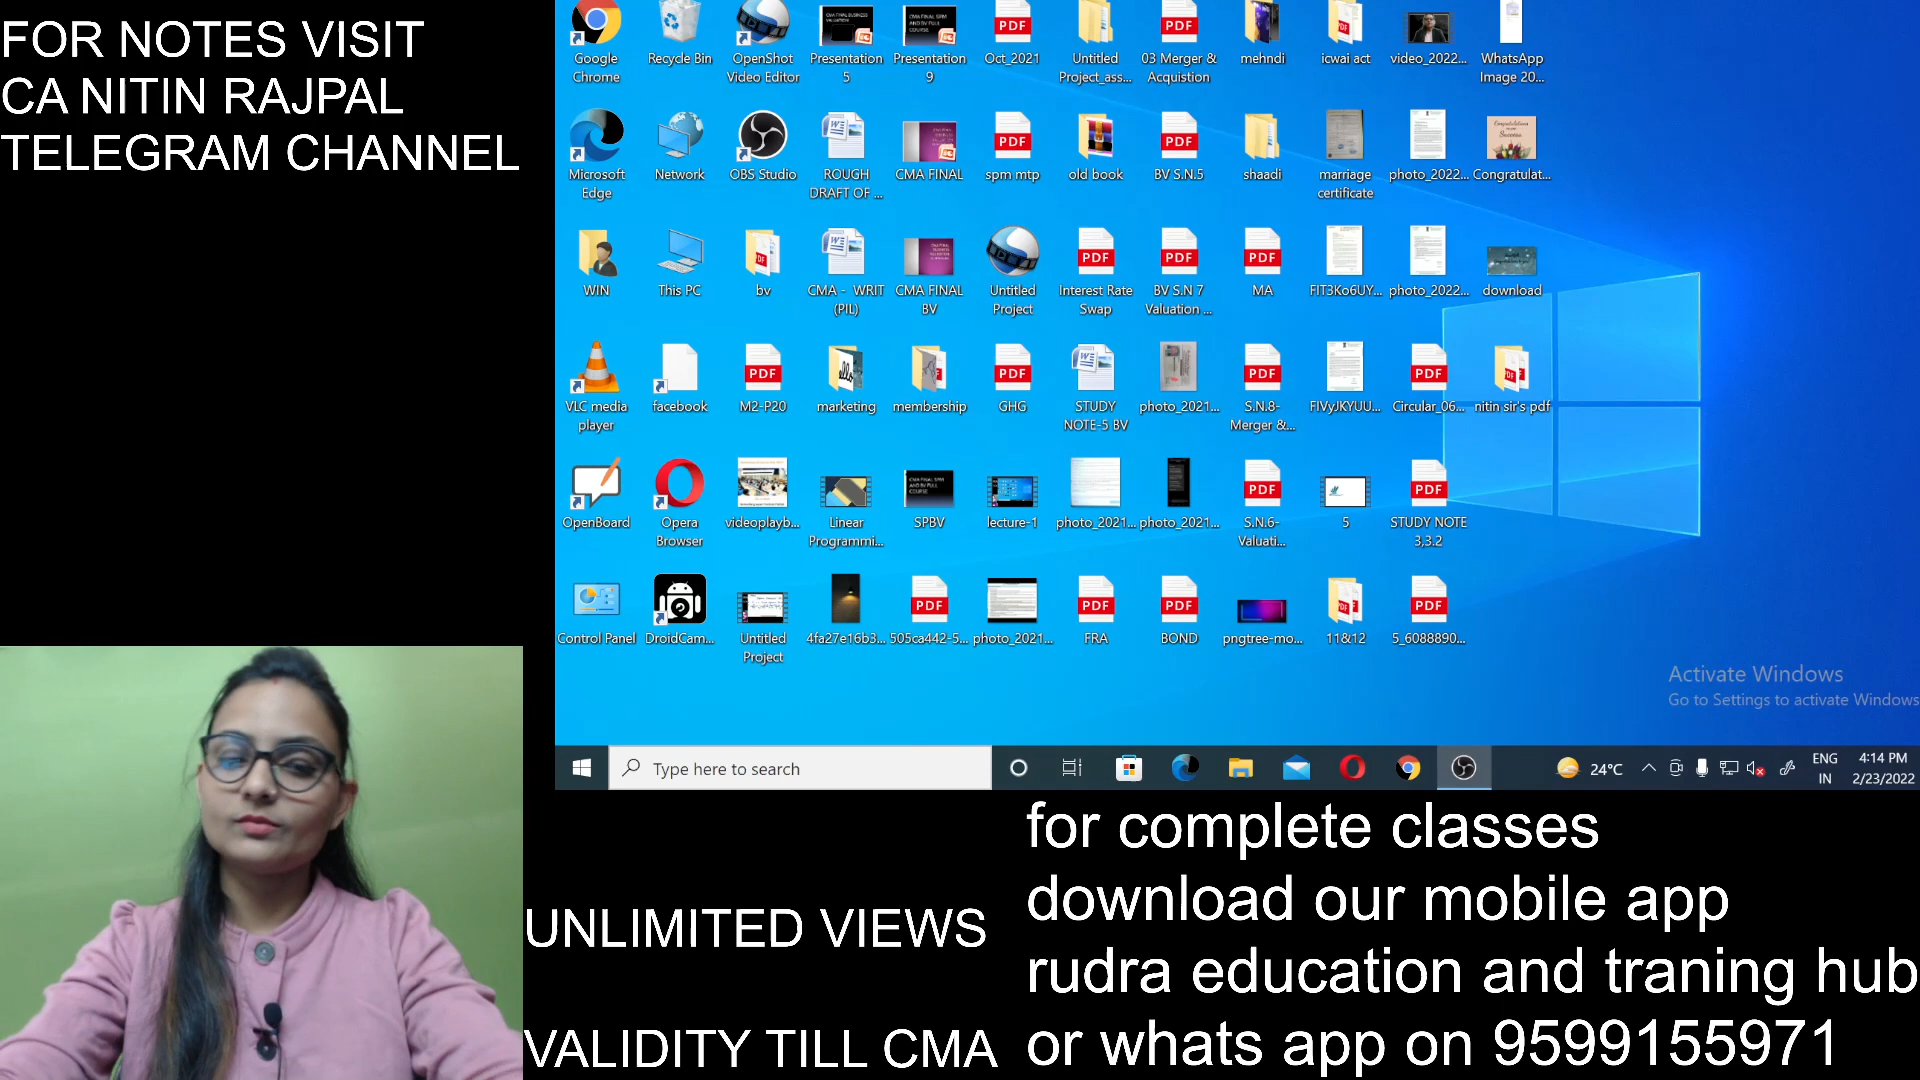 FOR NOTES VISIT
CA NITIN RAJPAL
TELEGRAM CHANNEL
Google
Chrome
Recycle Bin
OpenShot
Video Editor
Presentation
5
Presentation
9
Oct_2021
Untitled
Project_ass...
03 Merger &
Acquistion
mehndi
icwai act
video_2022...
WhatsApp
Image 20...
Microsoft
Edge
Network
OBS Studio
ROUGH
DRAFT OF ...
CMA FINAL
spm mtp
old book
BV S.N.5
shaadi
marriage
certificate
photo_2022...
Congratulat...
WIN
This PC
bv
CMA - WRIT
(PIL)
CMA FINAL
BV
Untitled
Project
Interest Rate
Swap
BV S.N 7
Valuation ...
MA
FIT3Ko6UY...
photo_2022...
download
VLC media
player
facebook
M2-P20
marketing
membership
GHG
STUDY
NOTE-5 BV
photo_2021...
S.N.8-
Merger &...
FIVyJKYUU...
Circular_06...
nitin sir's pdf
OpenBoard
Opera
Browser
videoplayb...
Linear
Programmi...
SPBV
lecture-1
photo_2021...
photo_2021...
S.N.6-
Valuati...
5
STUDY NOTE
3,3.2
Control Panel
DroidCam...
Untitled
Project
4fa27e16b3...
505ca442-5...
photo_2021...
FRA
BOND
pngtree-mo...
11&12
5_6088890...
Activate Windows
Go to Settings to activate Windows
Type here to search
24°C
ENG
IN
4:14 PM
2/23/2022
UNLIMITED VIEWS
VALIDITY TILL CMA
for complete classes
download our mobile app
rudra education and traning hub
or whats app on 9599155971